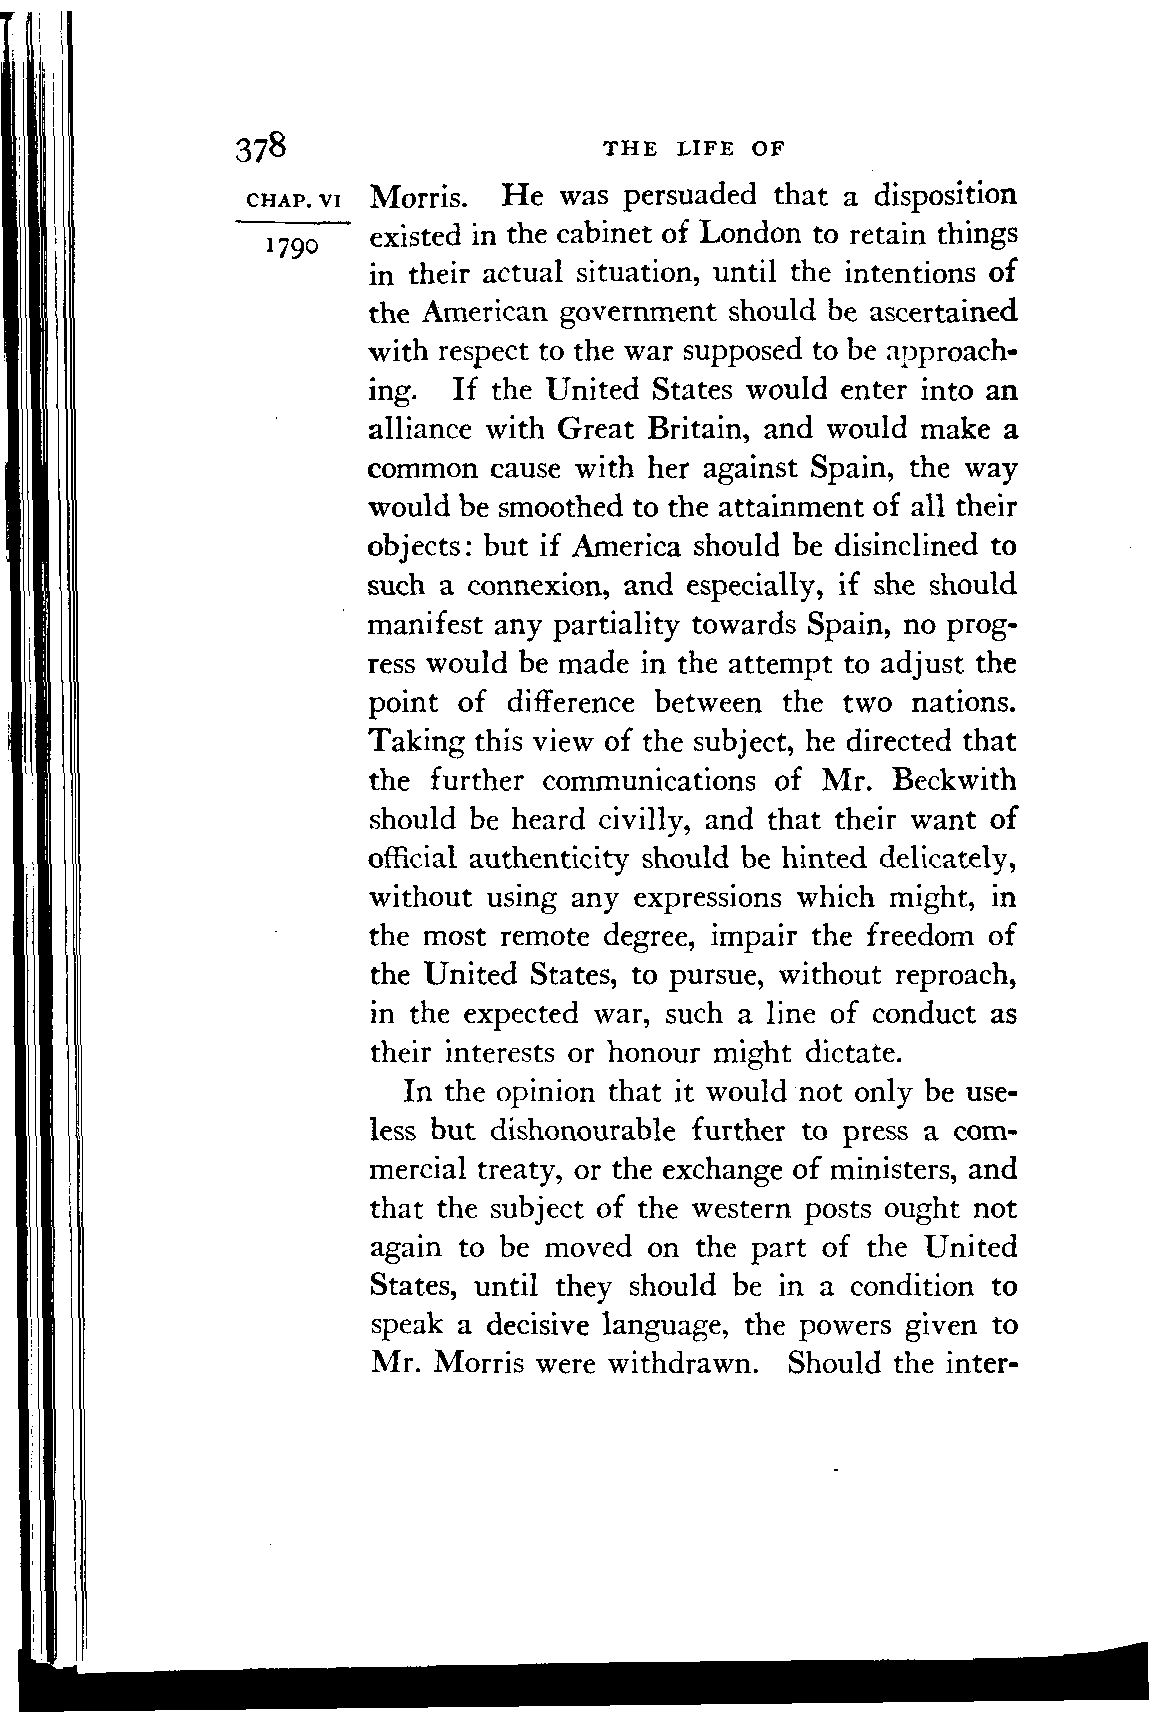 378 THE LIFE OF
CHAP. VI
1790
Morris. He was persuaded that a disposition
existed in the cabinet of London to retain things
in their actual situation, until the intentions of
the American government should be ascertained
with respect to the war supposed to be approach-
ing. If the United States would enter into an
alliance with Great Britain, and would make a
common cause with her against Spain, the way
would be smoothed to the attainment of all their
objects: but if America should be disinclined to
such a connexion, and especially, if she should
manifest any partiality towards Spain, no prog-
ress would be made in the attempt to adjust the
point of difference between the two nations.
Taking this view of the subject, he directed that
the further communications of Mr. Beckwith
should be heard civilly, and that their want of
official authenticity should be hinted delicately,
without using any expressions which might, in
the most remote degree, impair the freedom of
the United States, to pursue, without reproach,
in the expected war, such a line of conduct as
their interests or honour might dictate.
In the opinion that it would not only be use-
less but dishonourable further to press a com-
mercial treaty, or the exchange of ministers, and
that the subject of the western posts ought not
again to be moved on the part of the United
States, until they should be in a condition to
speak a decisive language, the powers given to
Mr. Morris were withdrawn. Should the inter-